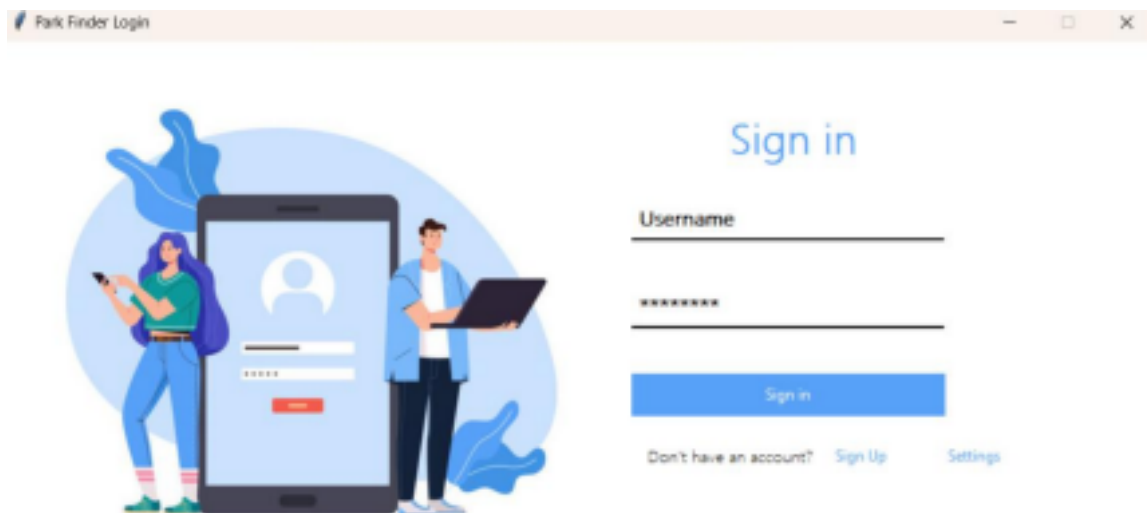 Park Finder Login
Sign in
Username
********
*****
Sign in
Don't have an account? Sign Up Settings